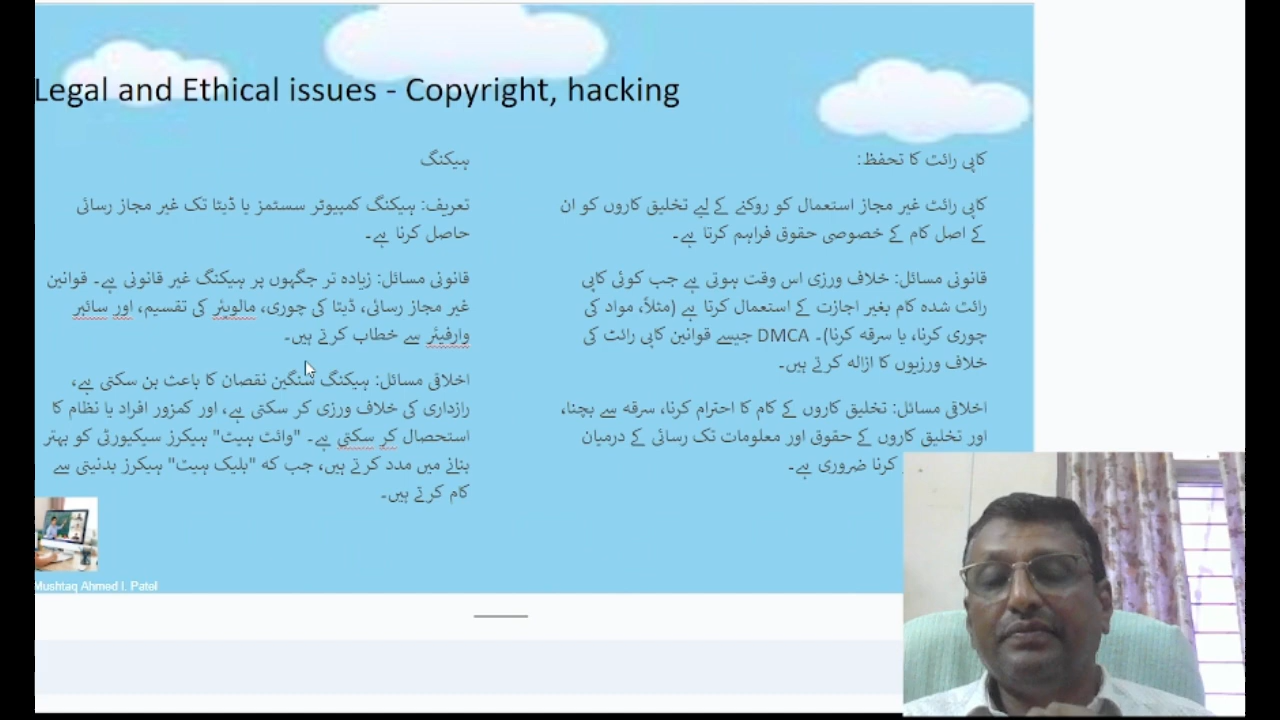 Legal and Ethical issues - Copyright, hacking
کاپی رائٹ کا تحفظ:
کاپی رائٹ غیر مجاز استعمال کو روکنے کے لیے تخلیق کاروں کو ان
کے اصل کام کے خصوصی حقوق فراہم کرتا ہے۔
قانونی مسائل: خلاف ورزی اس وقت ہوتی ہے جب کوئی کاپی
رائٹ شدہ کام بغیر اجازت کے استعمال کرتا ہے (مثلاً، مواد کی
چوری کرنا، یا سرقہ کرنا)۔ DMCA جیسے قوانین کاپی رائٹ کی
خلاف ورزیوں کا ازالہ کرتے ہیں۔
اخلاقی مسائل: تخلیق کاروں کے کام کا احترام کرنا، سرقہ سے بچنا،
اور تخلیق کاروں کے حقوق اور معلومات تک رسائی کے درمیان
کرنا ضروری ہے۔
ہیکنگ
تعریف: ہیکنگ کمپیوٹر سسٹمز یا ڈیٹا تک غیر مجاز رسائی
حاصل کرنا ہے۔
قانونی مسائل: زیادہ تر جگہوں پر ہیکنگ غیر قانونی ہے۔ قوانین
غیر مجاز رسائی، ڈیٹا کی چوری، مالویئر کی تقسیم، اور سائبر
وارفیئر سے خطاب کرتے ہیں۔
اخلاقی مسائل: ہیکنگ سنگین نقصان کا باعث بن سکتی ہے،
رازداری کی خلاف ورزی کر سکتی ہے، اور کمزور افراد یا نظام کا
استحصال کر سکتی ہے۔ "وائٹ ہیٹ" ہیکرز سیکیورٹی کو بہتر
بنانے میں مدد کرتے ہیں، جب کہ "بلیک ہیٹ" ہیکرز بدنیتی سے
کام کرتے ہیں۔
Mushtaq Ahmed I. Patel